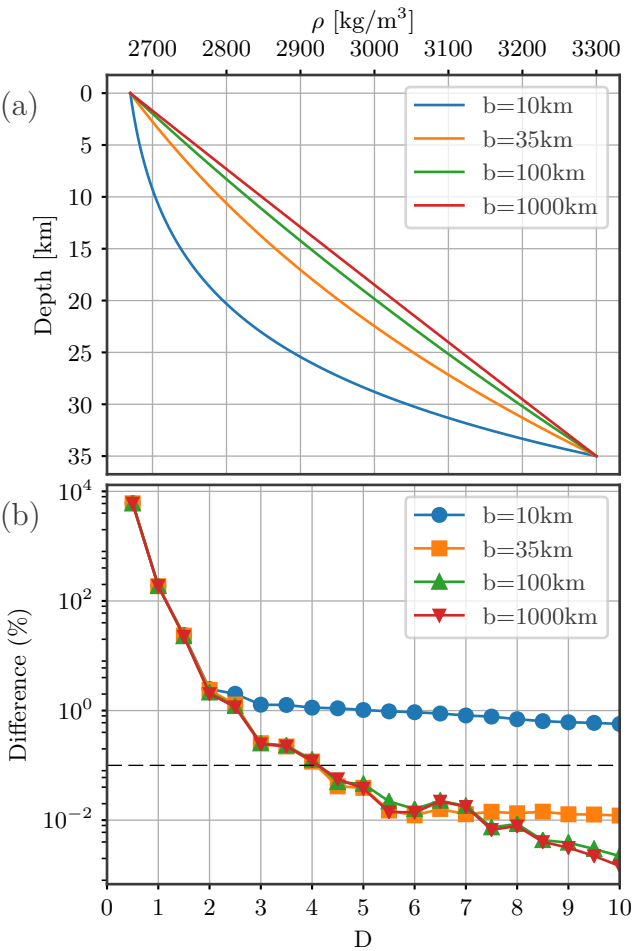 ρ [kg/m³]
2700 2800 2900 3000 3100 3200 3300
(a)
0
5
10
15
20
25
30
35
Depth [km]
b=10km
b=35km
b=100km
b=1000km
(b)
10⁴
10²
10⁰
10⁻²
Difference (%)
b=10km
b=35km
b=100km
b=1000km
0 1 2 3 4 5 6 7 8 9 10
D